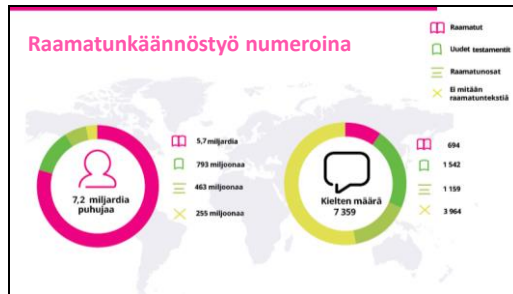 Raamatunkäännöstyö numeroina
Raamatut
Uudet testamentit
Raamatunosat
Ei mitään
raamatuntekstiä
7,2 miljardia
puhujaa
5,7 miljardia
793 miljoonaa
463 miljoonaa
255 miljoonaa
Kielten määrä
7 359
694
1 542
1 159
3 964